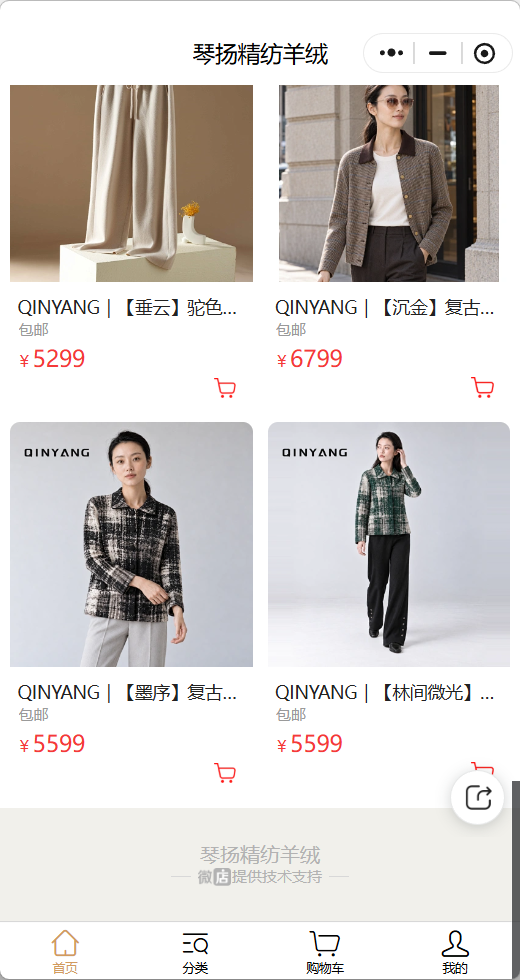 琴扬精纺羊绒
QINYANG｜【垂云】驼色...
包邮
¥5299
QINYANG｜【沉金】复古...
包邮
¥6799
QINYANG
QINYANG｜【墨序】复古...
包邮
¥5599
QINYANG
QINYANG｜【林间微光】...
包邮
¥5599
琴扬精纺羊绒
微店提供技术支持
首页
分类
购物车
我的